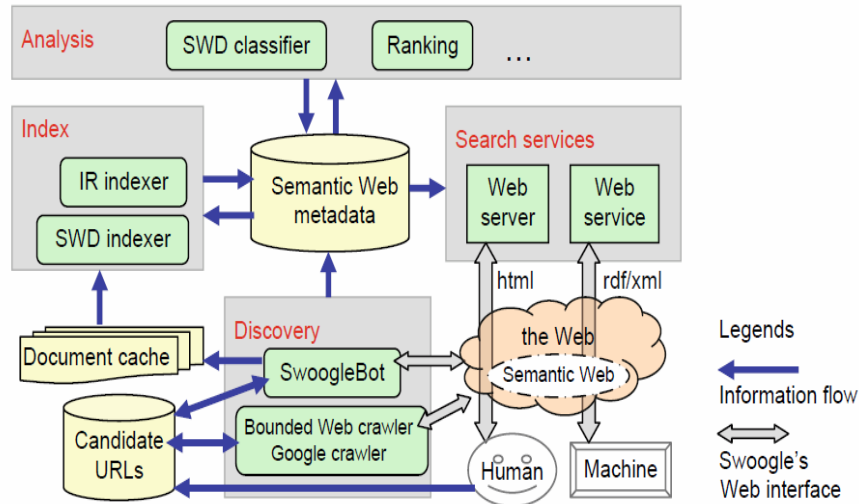 Analysis
SWD classifier
Ranking
...
Index
IR indexer
SWD indexer
Semantic Web
metadata
Search services
Web
server
Web
service
html
rdf/xml
Discovery
Document cache
SwoogleBot
the Web
Semantic Web
Candidate
URLs
Bounded Web crawler
Google crawler
Human
Machine
Legends
Information flow
Swoogle's
Web interface